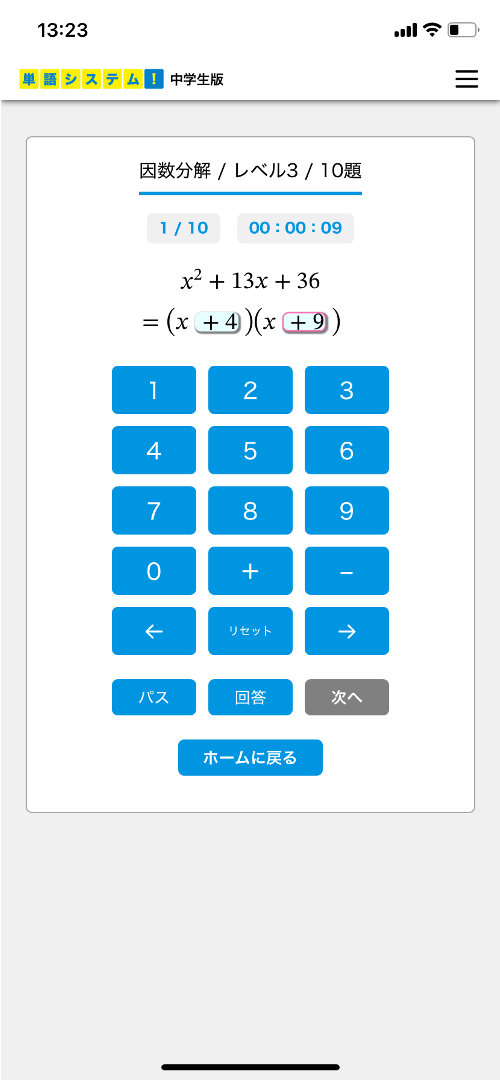 13:23
単語システム! 中学生版
因数分解 / レベル3 / 10題
1 / 10 00:00:09
x² + 13x + 36
= (x + 4)(x + 9)
1 2 3
4 5 6
7 8 9
0 + −
← リセット →
パス 回答 次へ
ホームに戻る